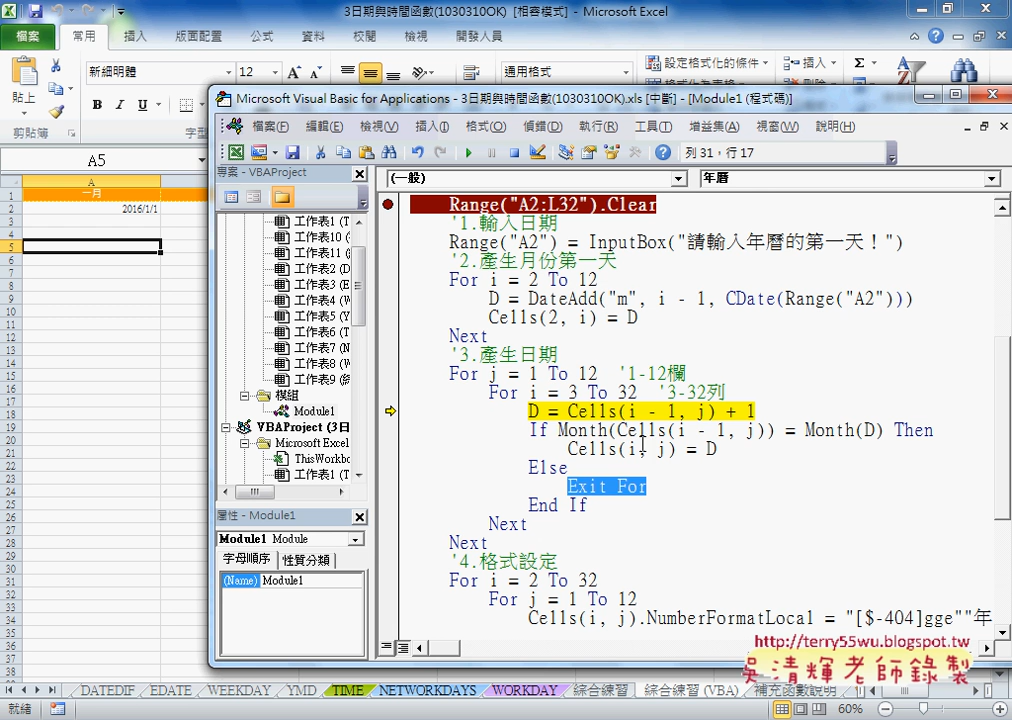 3日期與時間函數(1030310OK) [相容模式] - Microsoft Excel
檔案 常用 插入 版面配置 公式 資料 校閱 檢視 開發人員
新細明體 12 通用格式 設定格式化的條件 插入
貼上 B I U
剪貼簿 字型
A5
A
一月
2016/1/1
Microsoft Visual Basic for Applications - 3日期與時間函數(1030310OK).xls [中斷] - [Module1 (程式碼)]
檔案(F) 編輯(E) 檢視(V) 插入(I) 格式(O) 偵錯(D) 執行(R) 工具(T) 增益集(A) 視窗(W) 說明(H)
列 31，行 17
專案 - VBAProject
工作表1 (T
工作表10 (
工作表11 (
工作表2 (D
工作表3 (E
工作表4 (W
工作表5 (Y
工作表6 (T
工作表7 (N
工作表8 (W
工作表9 (
模組
Module1
VBAProject (3日
Microsoft Excel
ThisWorkbo
工作表1 (T
屬性 - Module1
Module1 Module
字母順序 性質分類
(Name) Module1
(一般) 年曆
Range("A2:L32").Clear
'1.輸入日期
Range("A2") = InputBox("請輸入年曆的第一天！")
'2.產生月份第一天
For i = 2 To 12
D = DateAdd("m", i - 1, CDate(Range("A2")))
Cells(2, i) = D
Next
'3.產生日期
For j = 1 To 12 '1-12欄
For i = 3 To 32 '3-32列
D = Cells(i - 1, j) + 1
If Month(Cells(i - 1, j)) = Month(D) Then
Cells(i, j) = D
Else
Exit For
End If
Next
Next
'4.格式設定
For i = 2 To 32
For j = 1 To 12
Cells(i, j).NumberFormatLocal = "[$-404]gge""年
http://terry55wu.blogspot.tw
吳清輝老師錄製
DATEDIF EDATE WEEKDAY YMD TIME NETWORKDAYS WORKDAY 綜合練習 綜合練習 (VBA) 補充函數說明
就緒 60%